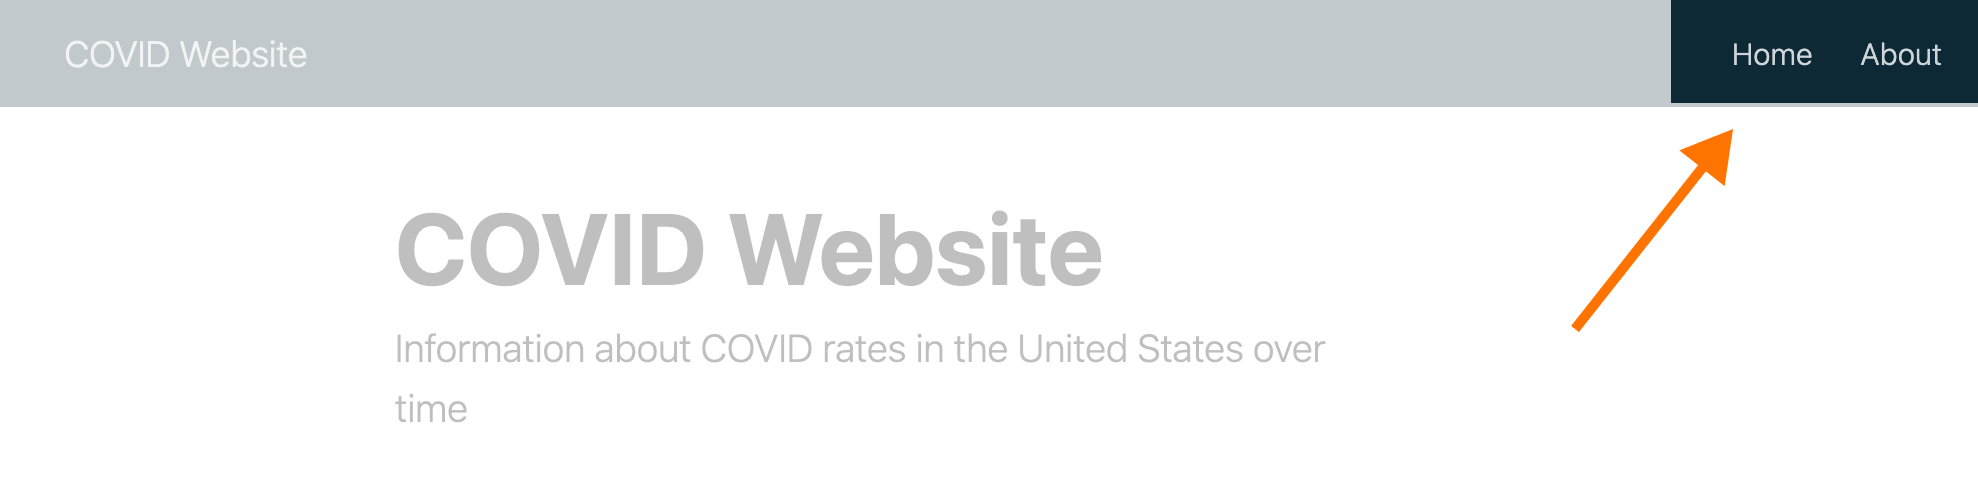 COVID Website
Home
About
COVID Website
Information about COVID rates in the United States over
time